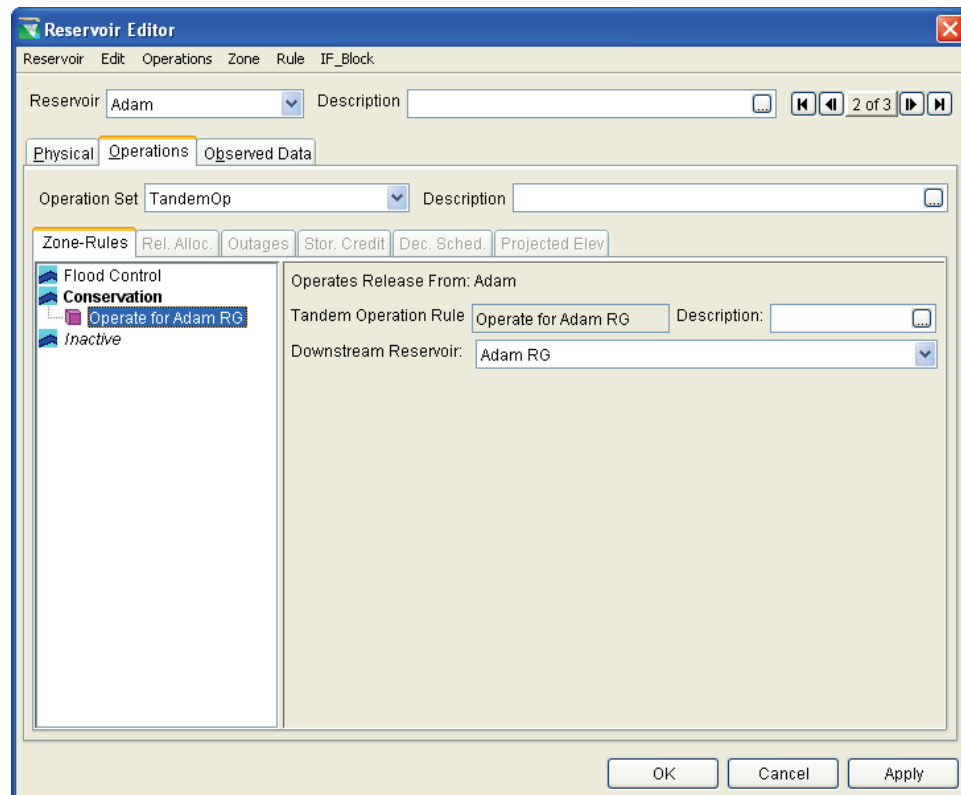 Reservoir Editor
Reservoir Edit Operations Zone Rule IF_Block
Reservoir Adam Description ... 2 of 3
Physical Operations Observed Data
Operation Set TandemOp Description ...
Zone-Rules Rel. Alloc. Outages Stor. Credit Dec. Sched. Projected Elev
Flood Control
Conservation
Operate for Adam RG
Inactive
Operates Release From: Adam
Tandem Operation Rule Operate for Adam RG Description: ...
Downstream Reservoir: Adam RG
OK Cancel Apply